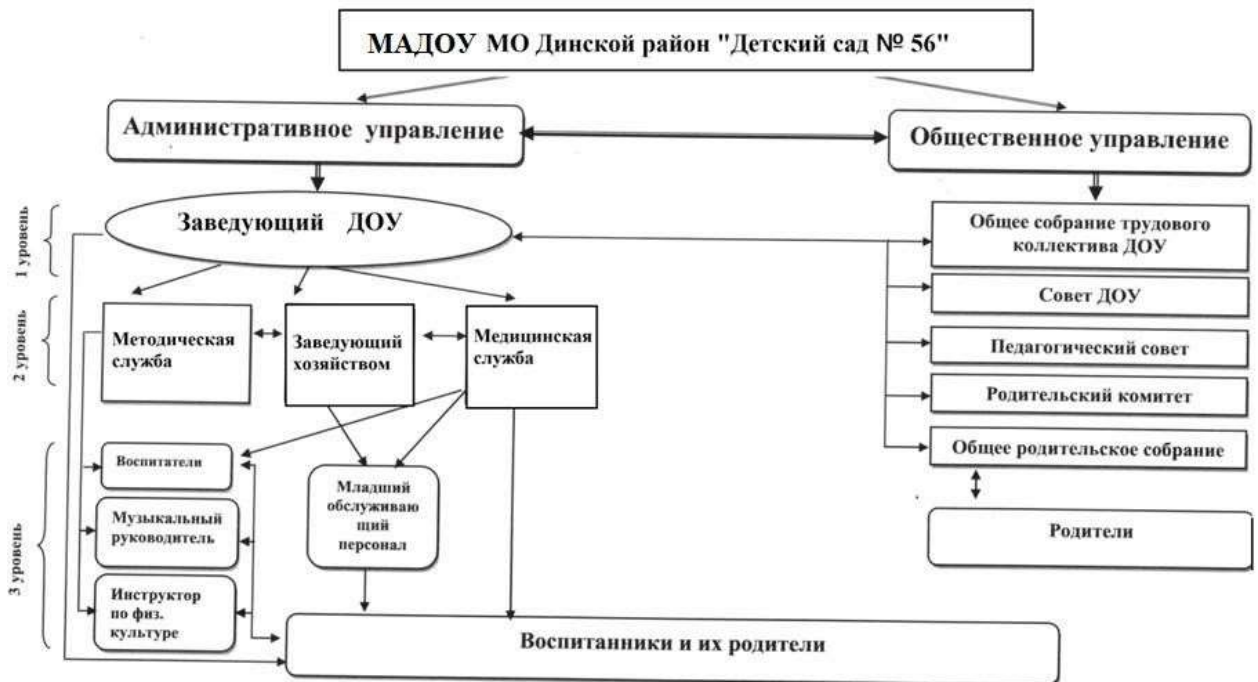 МАДОУ МО Динской район "Детский сад № 56"
Административное управление
Общественное управление
1 уровень
Заведующий ДОУ
Общее собрание трудового
коллектива ДОУ
Совет ДОУ
2 уровень
Методическая
служба
Заведующий
хозяйством
Медицинская
служба
Педагогический совет
Родительский комитет
Общее родительское собрание
Родители
3 уровень
Воспитатели
Музыкальный
руководитель
Инструктор
по физ.
культуре
Младший
обслуживаю
щий
персонал
Воспитанники и их родители